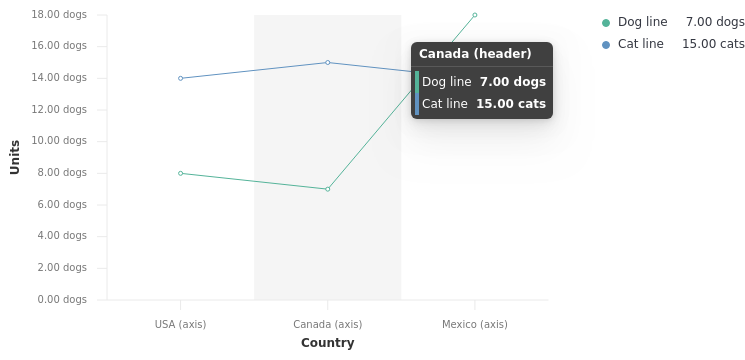 18.00 dogs
16.00 dogs
14.00 dogs
12.00 dogs
10.00 dogs
8.00 dogs
6.00 dogs
4.00 dogs
2.00 dogs
0.00 dogs
Units
USA (axis)
Canada (axis)
Mexico (axis)
Country
Canada (header)
Dog line 7.00 dogs
Cat line 15.00 cats
Dog line 7.00 dogs
Cat line 15.00 cats